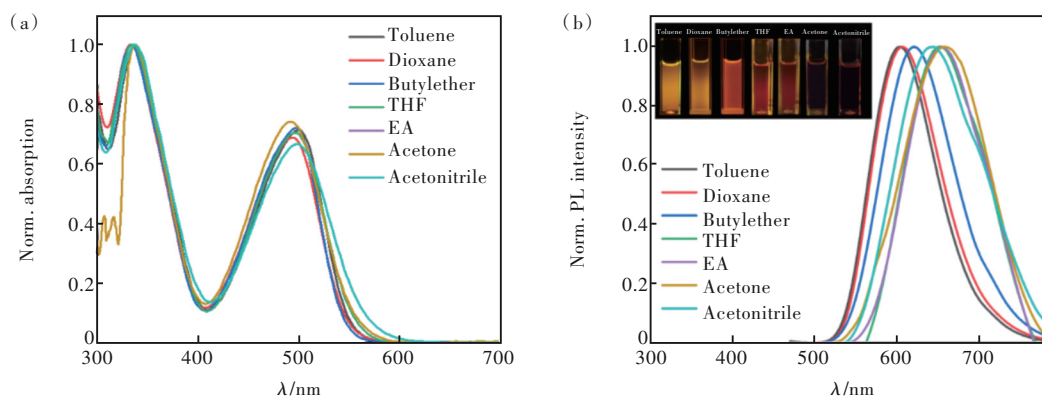 (a)
Norm. absorption
1.0
0.8
0.6
0.4
0.2
0
300
400
500
600
700
λ/nm
Toluene
Dioxane
Butylether
THF
EA
Acetone
Acetonitrile
(b)
Norm. PL intensity
1.0
0.8
0.6
0.4
0.2
0
300
400
500
600
700
λ/nm
Toluene Dioxane Butylether THF EA Acetone Acetonitrile
Toluene
Dioxane
Butylether
THF
EA
Acetone
Acetonitrile